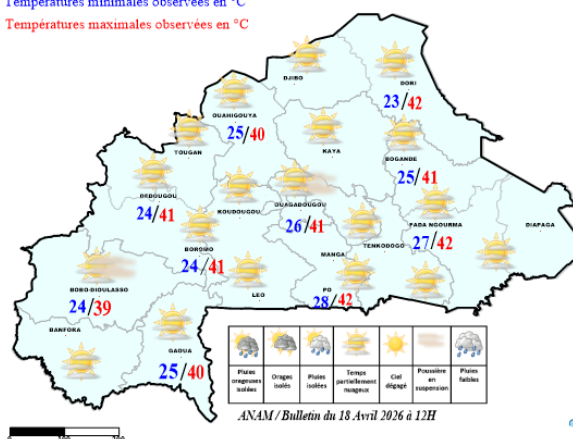 Températures minimales observées en °C
Températures maximales observées en °C
DJIBO
DORI
23/42
OUAHIGOUYA
25/40
TOUGAN
KAYA
BOGANDE
25/41
DEDOUGOU
24/41
KOUDOUGOU
OUAGADOUGOU
26/41
FADA NGOURMA
27/42
DIAPAGA
TENKODOGO
BOROMO
24/41
MANGA
PO
28/42
LEO
BOBO-DIOULASSO
24/39
BANFORA
GAOUA
25/40
Pluies orageuses isolées
Orages isolés
Pluies isolées
Temps partiellement nuageux
Ciel dégagé
Poussière en suspension
Pluies faibles
ANAM / Bulletin du 18 Avril 2026 à 12H